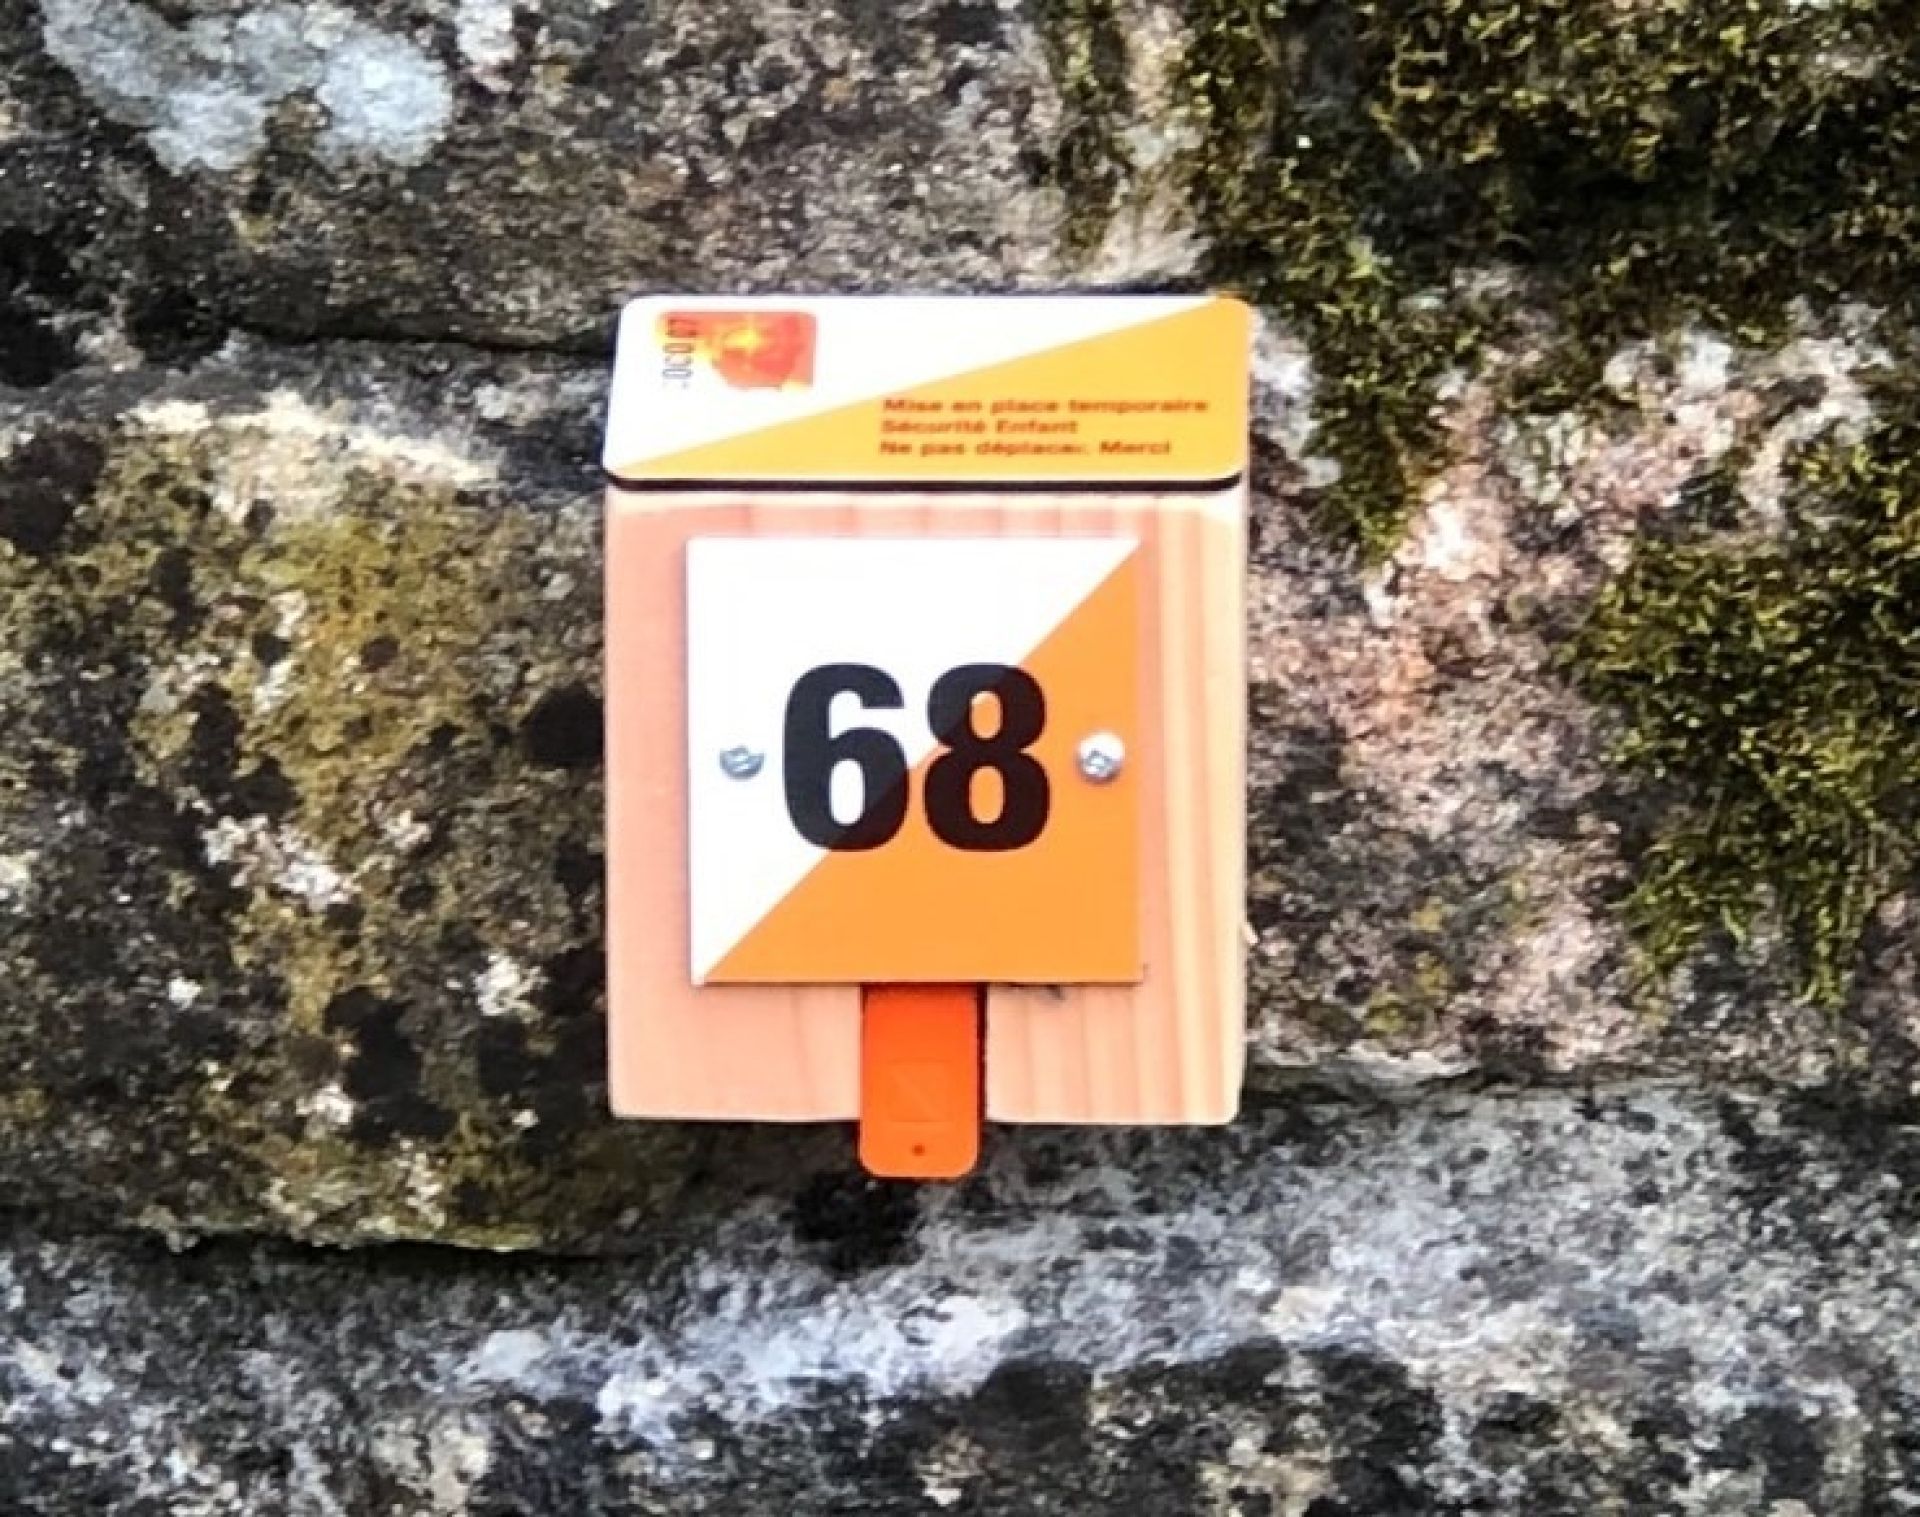 Mise en place temporaire
Sécurité Enfant
Ne pas déplacer. Merci
68